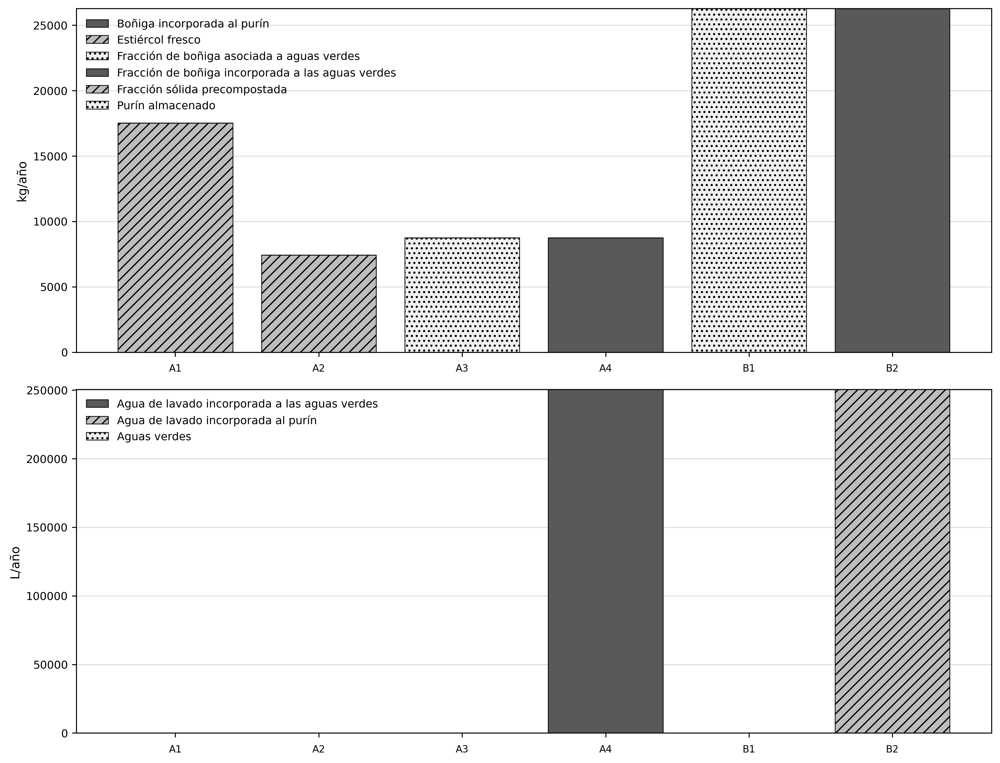 25000
20000
15000
10000
5000
0
kg/año
Boñiga incorporada al purín
Estiércol fresco
Fracción de boñiga asociada a aguas verdes
Fracción de boñiga incorporada a las aguas verdes
Fracción sólida precompostada
Purín almacenado
A1 A2 A3 A4 B1 B2
250000
200000
150000
100000
50000
0
L/año
Agua de lavado incorporada a las aguas verdes
Agua de lavado incorporada al purín
Aguas verdes
A1 A2 A3 A4 B1 B2